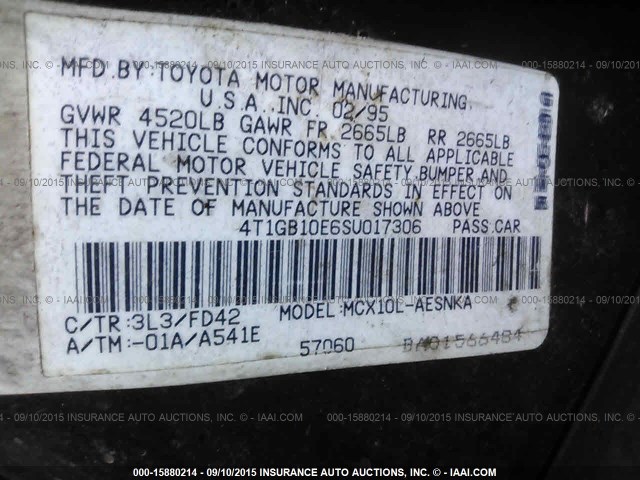 MFD.BY:TOYOTA MOTOR MANUFACTURING,
U.S.A.,INC. 02/95
GVWR 4520LB GAWR FR 2665LB RR 2665LB
THIS VEHICLE CONFORMS TO ALL APPLICABLE
FEDERAL MOTOR VEHICLE SAFETY,BUMPER,AND
THEFT PREVENTION STANDARDS IN EFFECT ON
THE DATE OF MANUFACTURE SHOWN ABOVE
4T1GB10E6SU017306 PASS.CAR
C/TR:3L3/FD42 MODEL:MCX10L-AESNKA
A/TM:-01A/A541E 57060 BA01566484
000-15880214 - 09/10/2015 INSURANCE AUTO AUCTIONS, INC. © - IAAI.COM